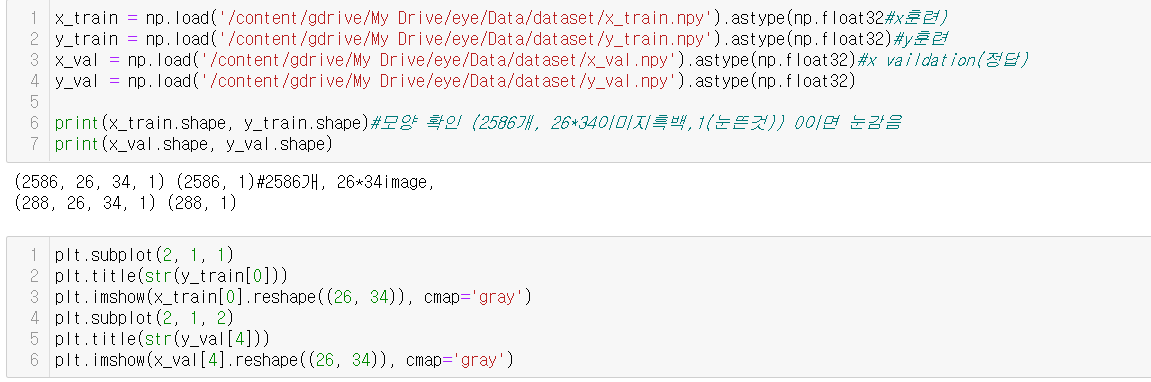 1 x_train = np.load('/content/gdrive/My Drive/eye/Data/dataset/x_train.npy').astype(np.float32#x훈련)
2 y_train = np.load('/content/gdrive/My Drive/eye/Data/dataset/y_train.npy').astype(np.float32)#y훈련
3 x_val = np.load('/content/gdrive/My Drive/eye/Data/dataset/x_val.npy').astype(np.float32)#x vaildation(정답)
4 y_val = np.load('/content/gdrive/My Drive/eye/Data/dataset/y_val.npy').astype(np.float32)
5
6 print(x_train.shape, y_train.shape)#모양 확인 (2586개, 26*34이미지흑백,1(눈뜬것)) 0이면 눈감음
7 print(x_val.shape, y_val.shape)
(2586, 26, 34, 1) (2586, 1)#2586개, 26*34image,
(288, 26, 34, 1) (288, 1)
1 plt.subplot(2, 1, 1)
2 plt.title(str(y_train[0]))
3 plt.imshow(x_train[0].reshape((26, 34)), cmap='gray')
4 plt.subplot(2, 1, 2)
5 plt.title(str(y_val[4]))
6 plt.imshow(x_val[4].reshape((26, 34)), cmap='gray')